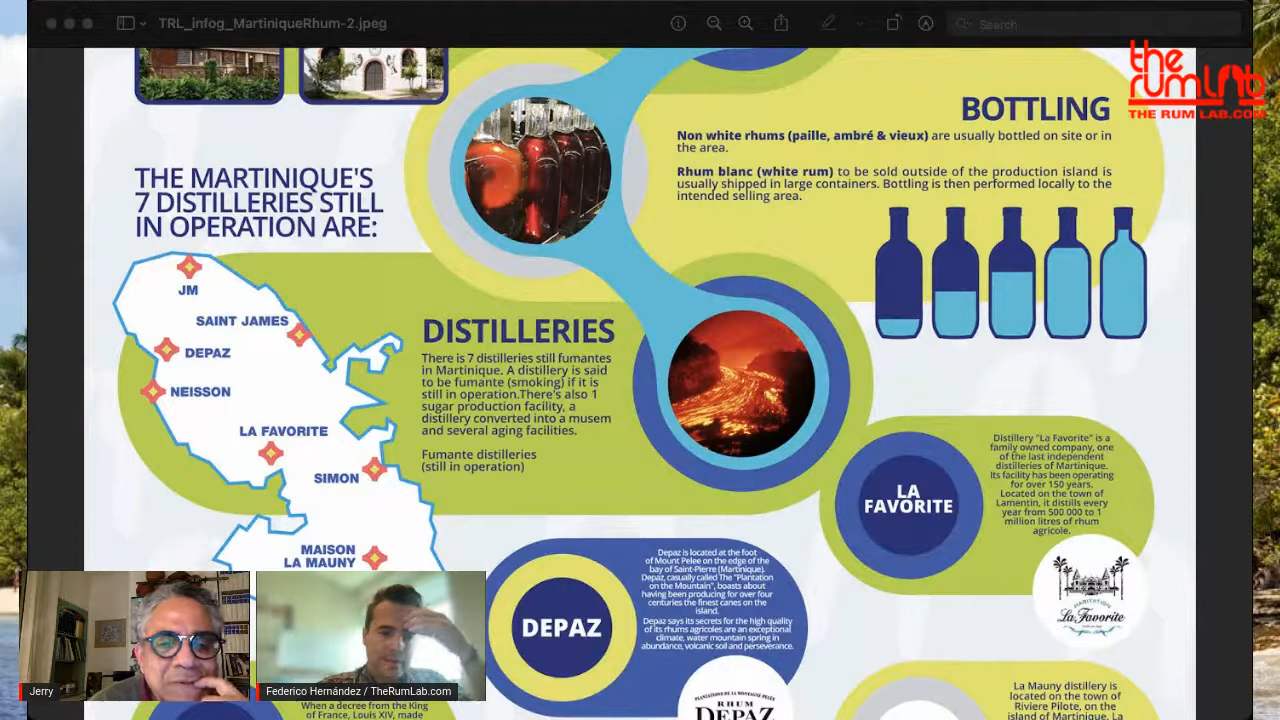 TRL_infog_MartiniqueRhum-2.jpeg
Search
the
rumlab
THE RUM LAB.COM
BOTTLING
Non white rhums (paille, ambré & vieux) are usually bottled on site or in
the area.
Rhum blanc (white rum) to be sold outside of the production island is
usually shipped in large containers. Bottling is then performed locally to the
intended selling area.
THE MARTINIQUE'S
7 DISTILLERIES STILL
IN OPERATION ARE:
JM
SAINT JAMES
DEPAZ
NEISSON
LA FAVORITE
SIMON
MAISON
LA MAUNY
DISTILLERIES
There is 7 distilleries still fumantes
in Martinique. A distillery is said
to be fumante (smoking) if it is
still in operation.There's also 1
sugar production facility, a
distillery converted into a musem
and several aging facilities.
Fumante distilleries
(still in operation)
LA
FAVORITE
Distillery "La Favorite" is a
family owned company, one
of the last independent
distilleries of Martinique.
Its facility has been operating
for over 150 years.
Located on the town of
Lamentin, it distills every
year from 500 000 to 1
million litres of rhum
agricole.
HABITATION
La Favorite
DEPAZ
Depaz is located at the foot
of Mount Pelee on the edge of the
bay of Saint-Pierre (Martinique).
Depaz, casually called The "Plantation
on the Mountain", boasts about
having been producing for over four
centuries the finest canes on the
island.
Depaz says its secrets for the high quality
of its rhums agricoles are an exceptional
climate, water mountain spring in
abundance, volcanic soil and perseverance.
PLANTATIONS DE LA MONTAGNE PELÉE
RHUM
DEPAZ
When a decree from the King
of France, Louis XIV, made
La Mauny distillery is
located on the town of
Riviere Pilote, on the
island of Martinique. La
Jerry
Federico Hernández / TheRumLab.com